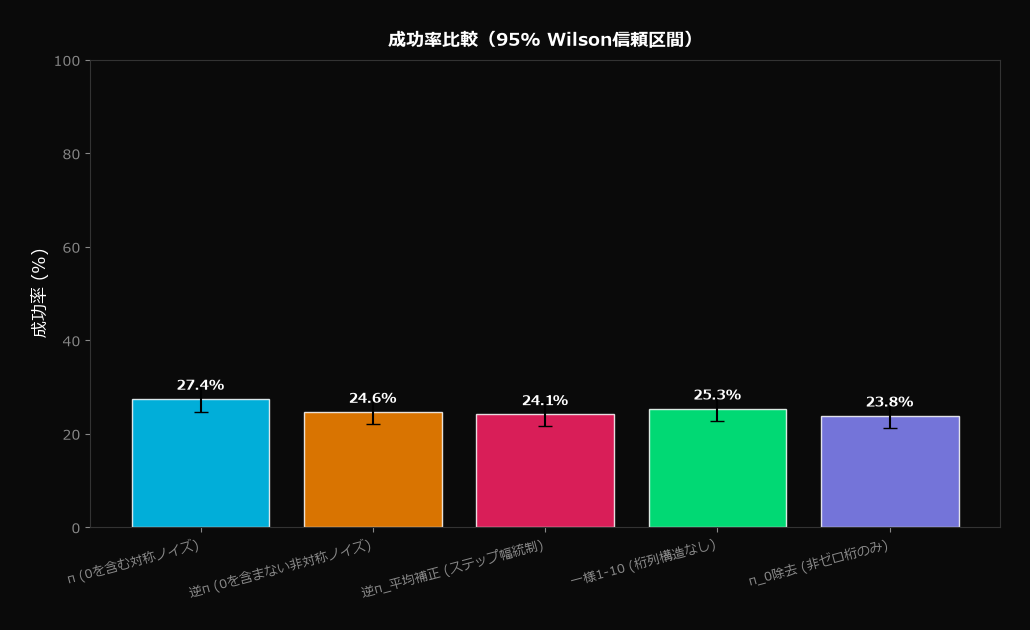 成功率比較（95% Wilson信頼区間）
100
80
60
40
20
0
成功率 (%)
27.4%
24.6%
24.1%
25.3%
23.8%
n (0を含む対称ノイズ)
逆n (0を含まない非対称ノイズ)
逆n_平均補正 (ステップ幅統制)
一様1-10 (桁列構造なし)
n_0除去 (非ゼロ桁のみ)